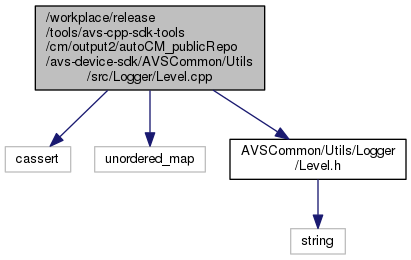 /workplace/release
/tools/avs-cpp-sdk-tools
/cm/output2/autoCM_publicRepo
/avs-device-sdk/AVSCommon/Utils
/src/Logger/Level.cpp
cassert
unordered_map
AVSCommon/Utils/Logger
/Level.h
string